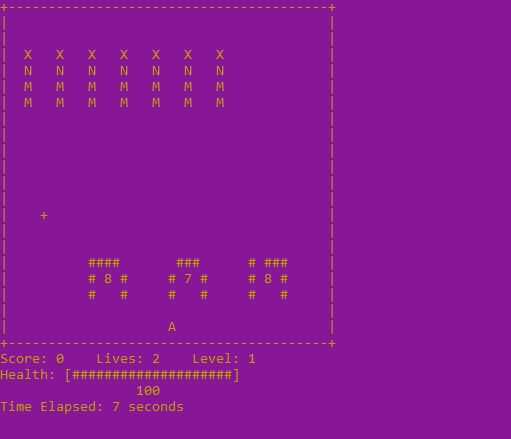 +----------------------------------------+
|                                        |
|                                        |
|  X   X   X   X   X   X   X             |
|  N   N   N   N   N   N   N             |
|  M   M   M   M   M   M   M             |
|  M   M   M   M   M   M   M             |
|                                        |
|                                        |
|                                        |
|                                        |
|                                        |
|                                        |
|    +                                   |
|                                        |
|                                        |
|          ####       ###      # ###     |
|          # 8 #     # 7 #     # 8 #     |
|          #   #     #   #     #   #     |
|                                        |
|                    A                   |
+----------------------------------------+
Score: 0    Lives: 2    Level: 1
Health: [####################]
                 100
Time Elapsed: 7 seconds